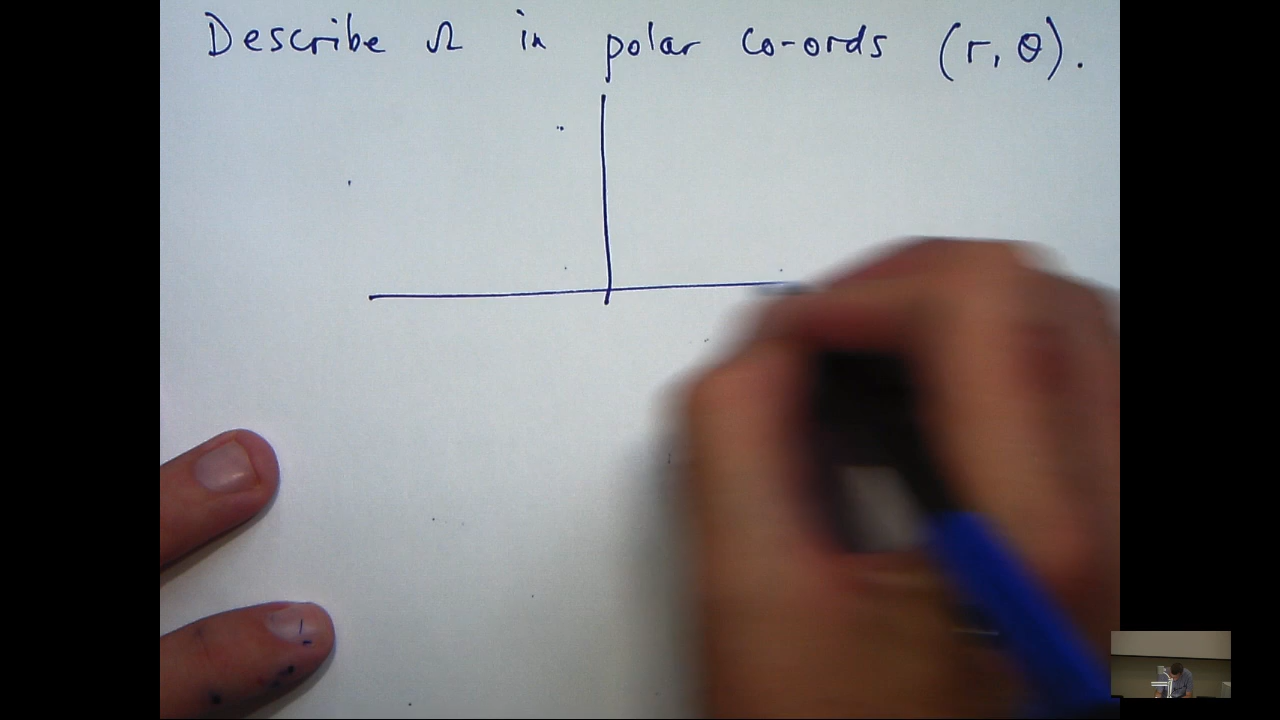 Describe Ω in polar co-ords (r, θ).